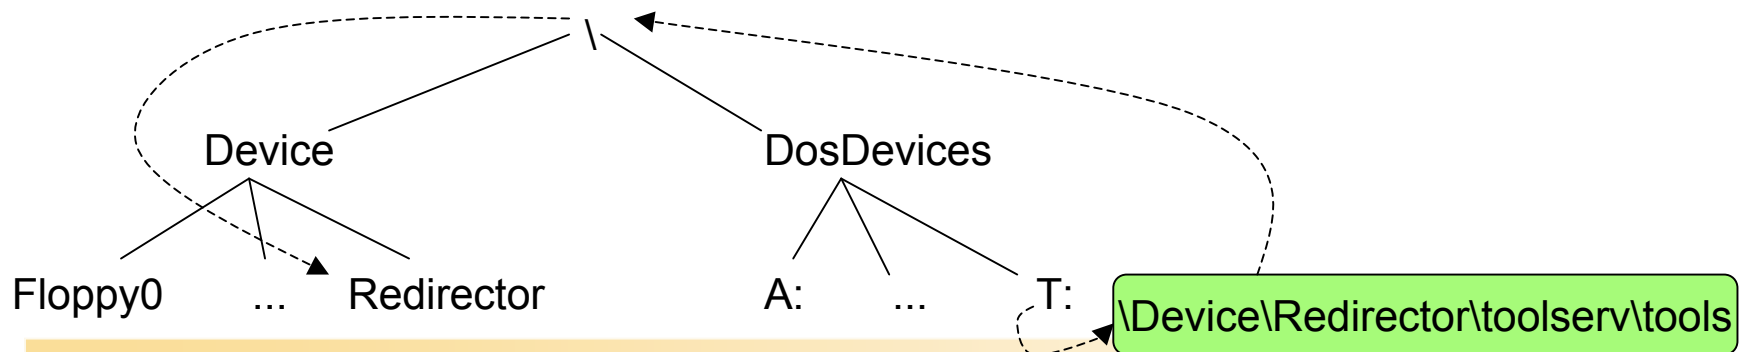 \
Device DosDevices
Floppy0 ... Redirector A: ... T: \Device\Redirector\toolserv\tools